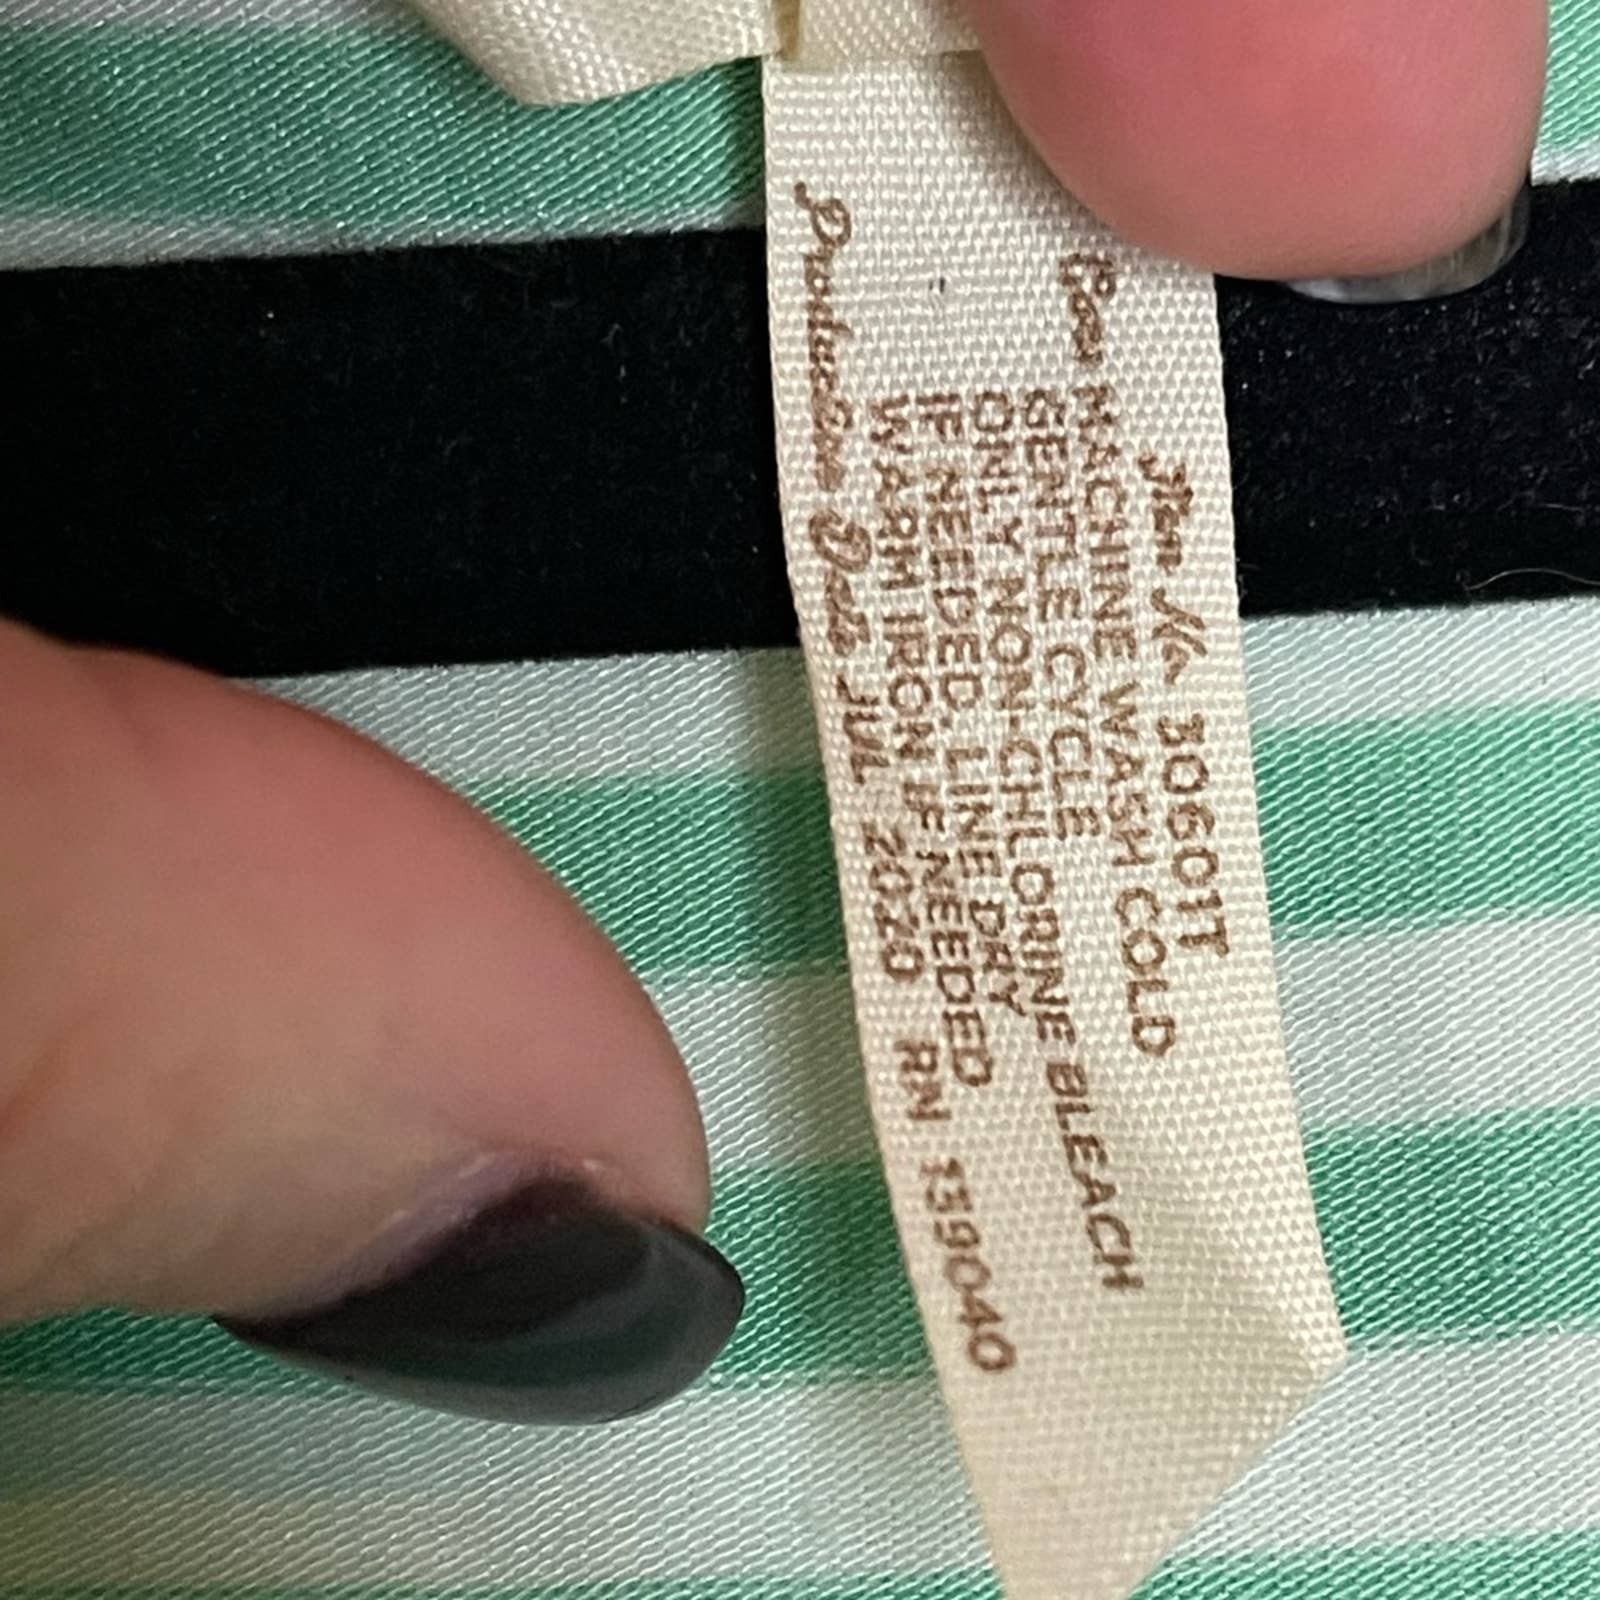 Item No 30601T
Care MACHINE WASH COLD
GENTLE CYCLE
ONLY NON-CHLORINE BLEACH
IF NEEDED. LINE DRY
WARM IRON IF NEEDED
Production Date JUL 2020 RN 139040